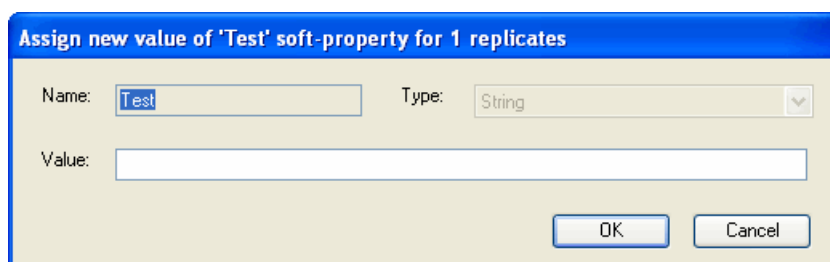 Assign new value of 'Test' soft-property for 1 replicates
Name: Test Type: String
Value:
OK Cancel